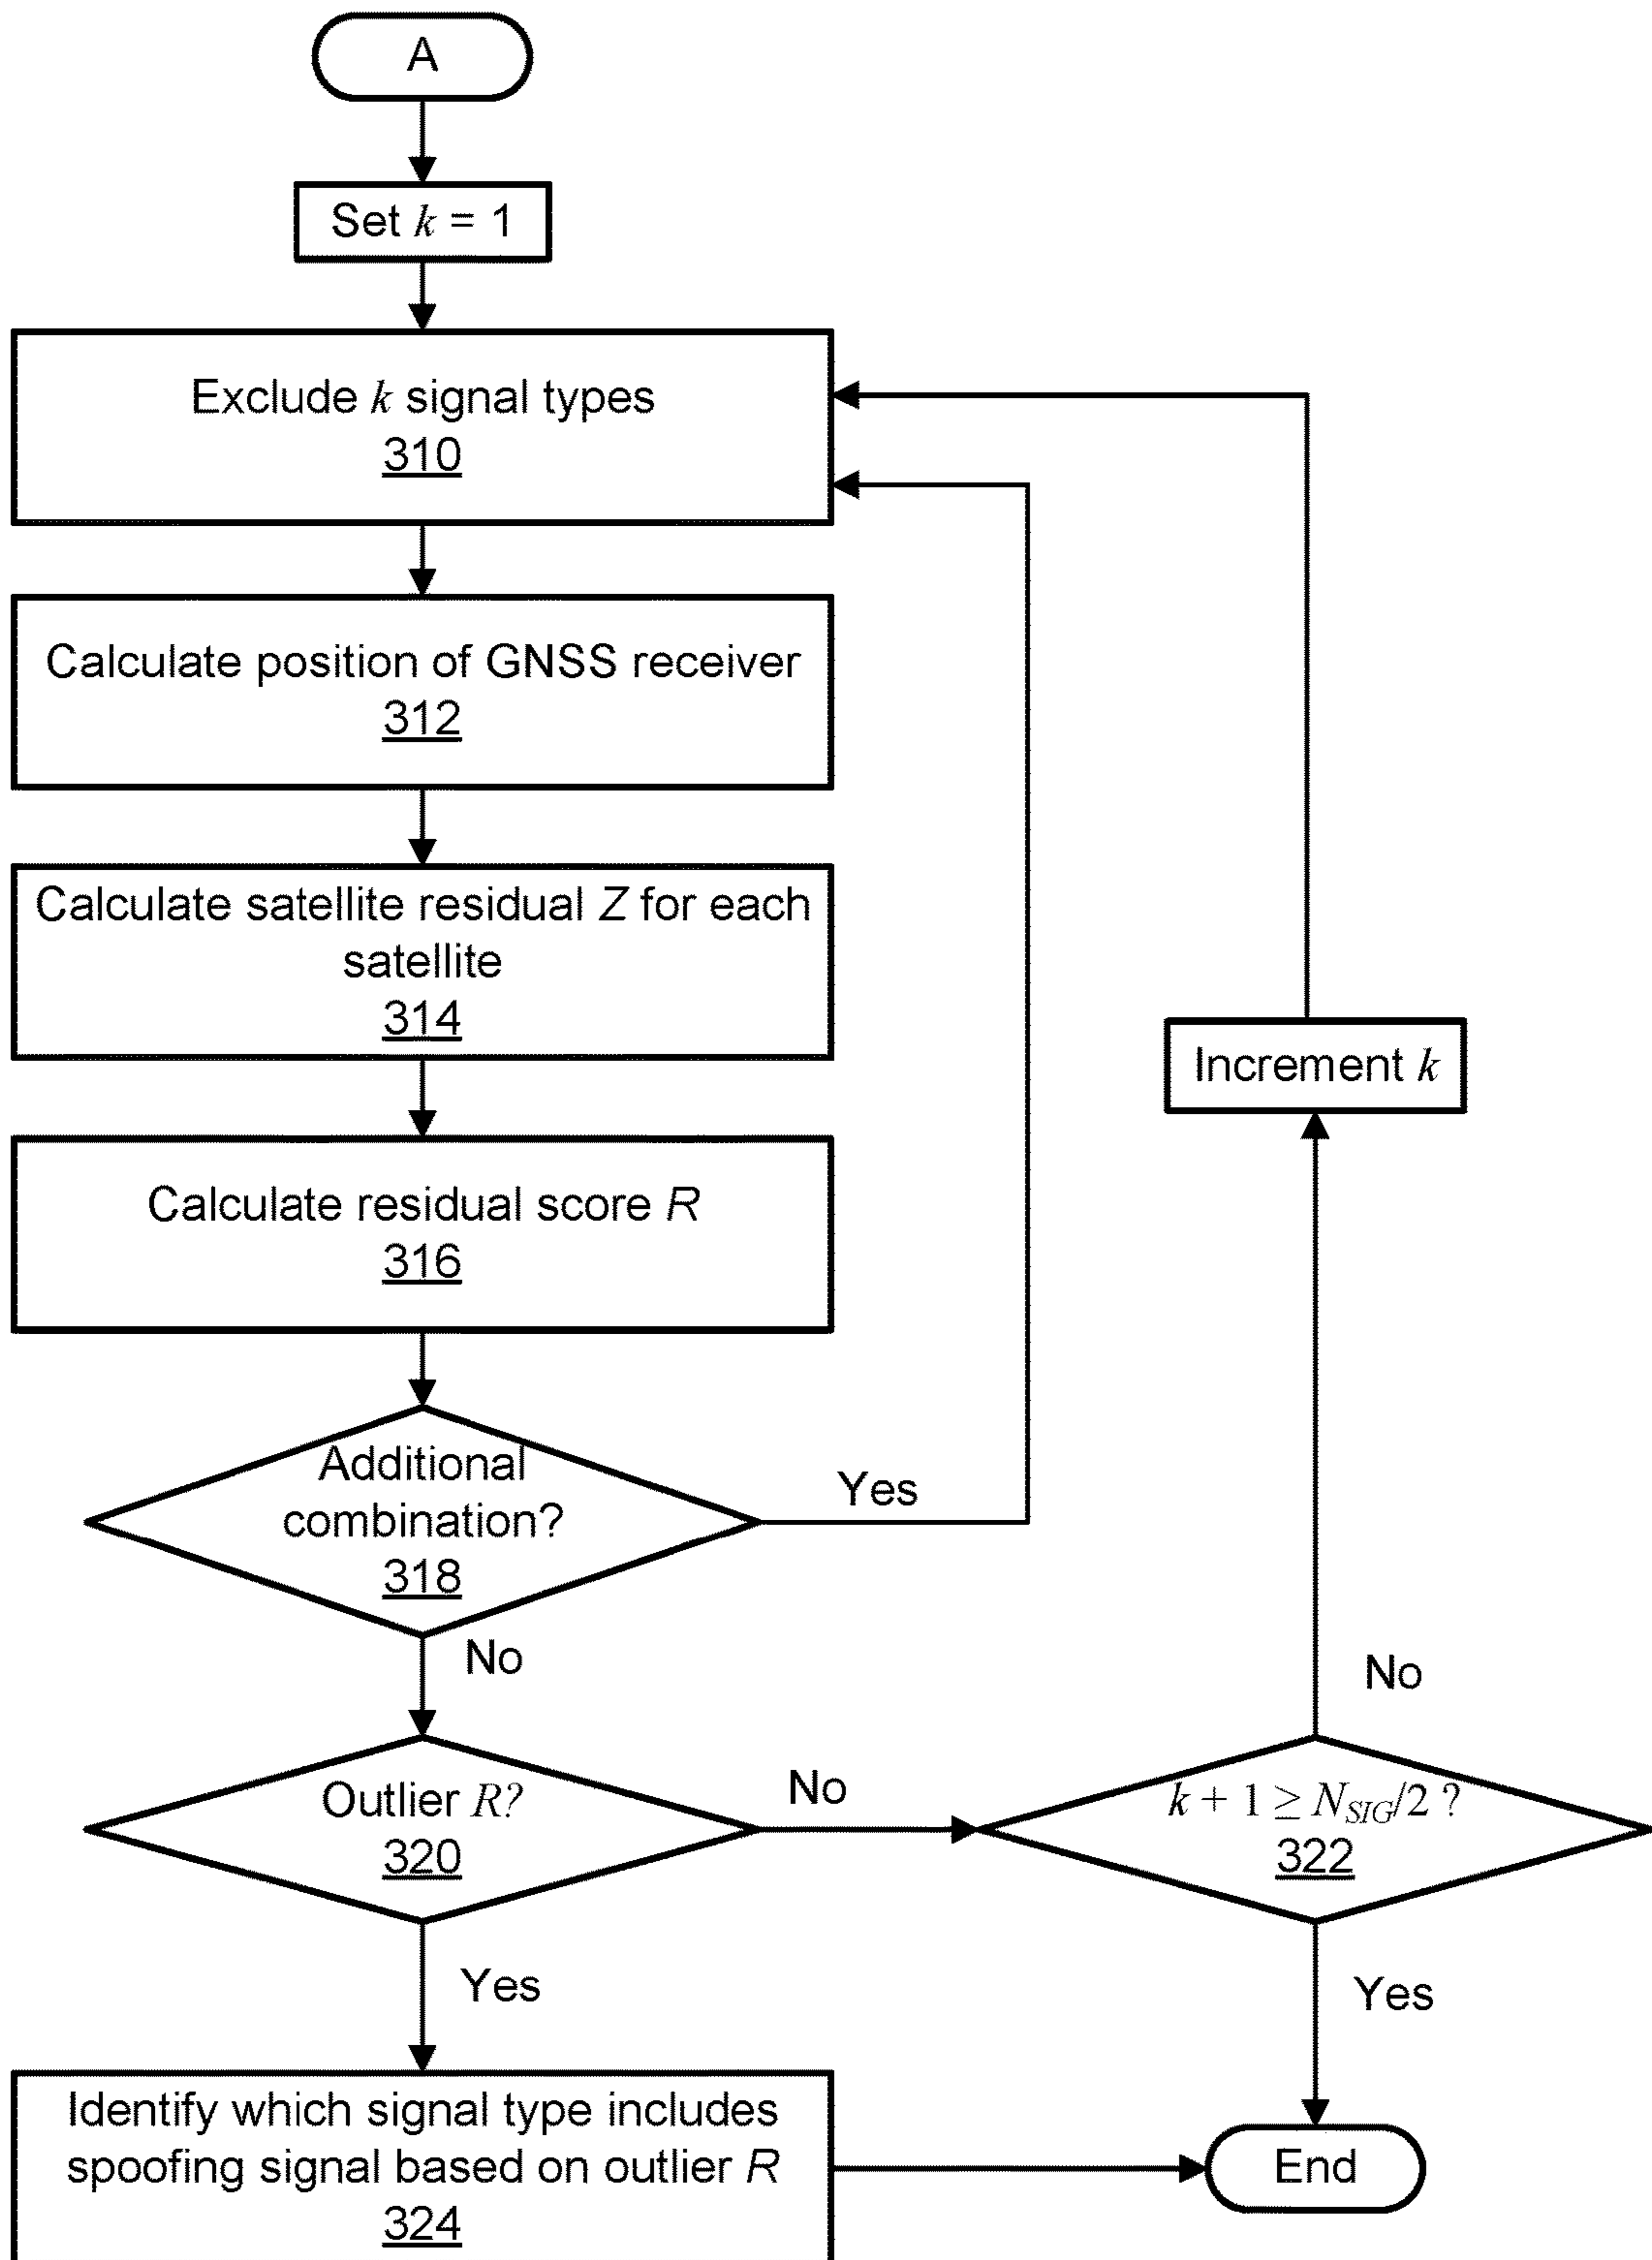 A
Set k = 1
Exclude k signal types
310
Calculate position of GNSS receiver
312
Calculate satellite residual Z for each
satellite
314
Increment k
Calculate residual score R
316
Additional
combination?
318
Yes
No
No
Outlier R?
320
No
k + 1 ≥ N_SIG/2 ?
322
Yes
Yes
Identify which signal type includes
spoofing signal based on outlier R
324
End